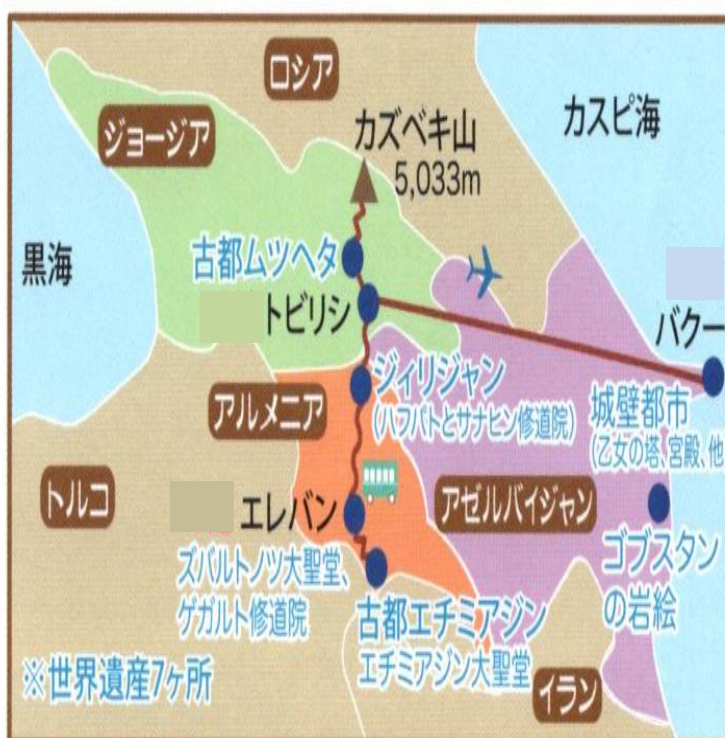 ロシア
カズベキ山
5,033m
カスピ海
ジョージア
黒海
古都ムツヘタ
トビリシ
バクー
ジィリジャン
(ハフパトとサナヒン修道院)
城壁都市
(乙女の塔、宮殿、他
アルメニア
トルコ
エレバン
アゼルバイジャン
ズバルトノツ大聖堂、
ゲガルト修道院
ゴブスタン
の岩絵
古都エチミアジン
エチミアジン大聖堂
イラン
※世界遺産7ヶ所